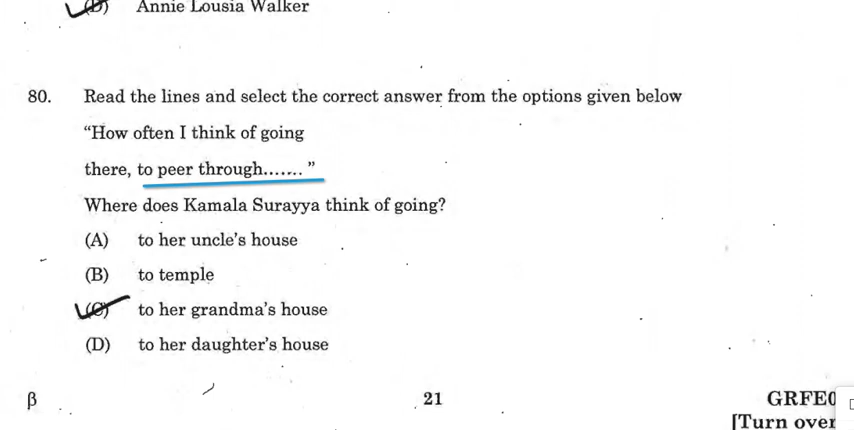 (D) Annie Lousia Walker
80. Read the lines and select the correct answer from the options given below
"How often I think of going
there, to peer through....... "
Where does Kamala Surayya think of going?
(A) to her uncle's house
(B) to temple
(C) to her grandma's house
(D) to her daughter's house
β 21 GRFE0
[Turn over